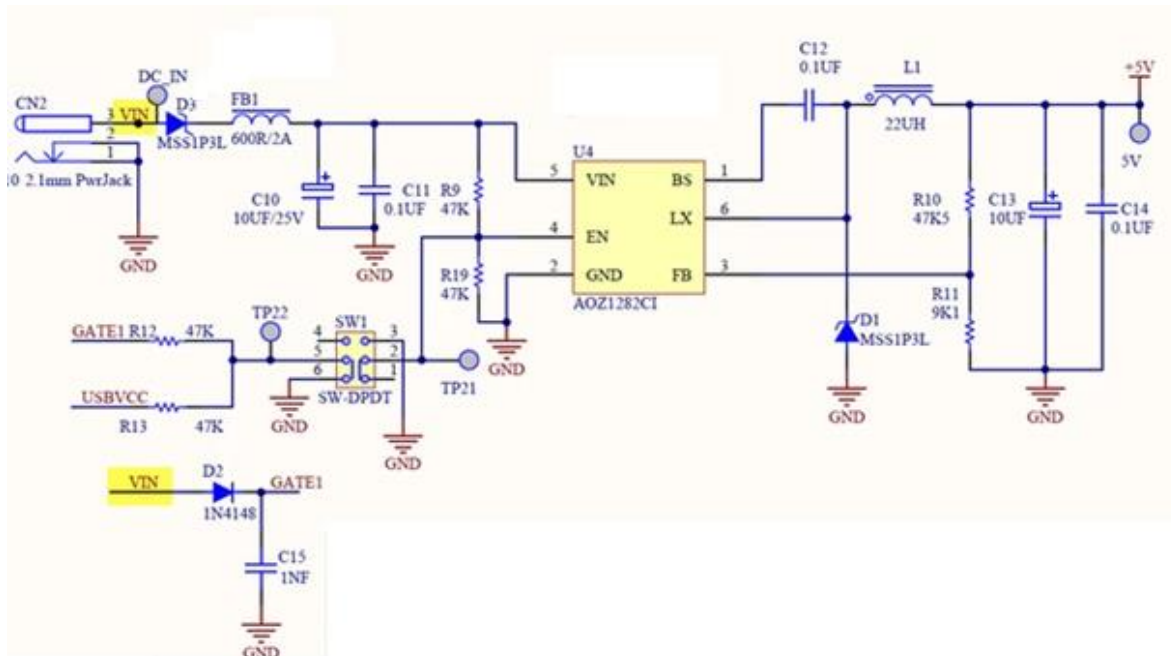 DC_IN
CN2
3
VIN
D3
FB1
2
MSS1P3L
600R/2A
1
2.1mm PwrJack
GND
+
C10
10UF/25V
C11
0.1UF
GND
R9
47K
R19
47K
GND
U4
5
VIN
BS
1
LX
6
4
EN
2
GND
FB
3
AOZ1282CI
C12
0.1UF
L1
22UH
+5V
5V
R10
47K5
C13
10UF
+
C14
0.1UF
R11
9K1
D1
MSS1P3L
GND
GND
TP22
SW1
GATE1
R12
47K
4
3
5
2
6
1
TP21
USBVCC
SW-DPDT
R13
47K
GND
GND
VIN
D2
GATE1
1N4148
C15
1NF
GND